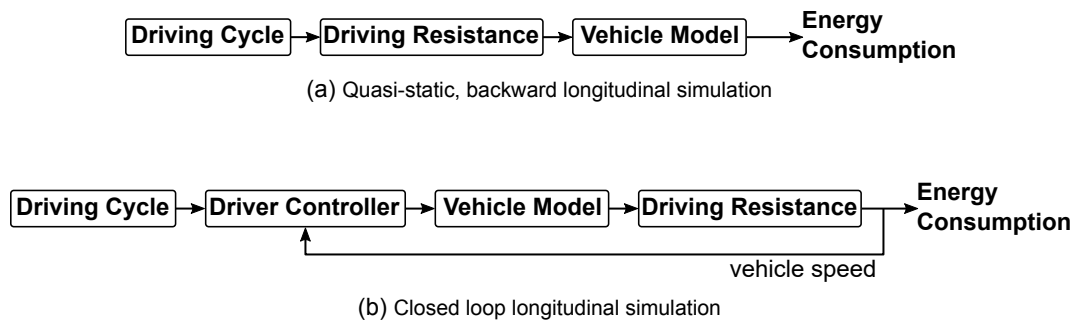 Driving Cycle
Driving Resistance
Vehicle Model
Energy
Consumption
(a) Quasi-static, backward longitudinal simulation
Driving Cycle
Driver Controller
Vehicle Model
Driving Resistance
Energy
Consumption
vehicle speed
(b) Closed loop longitudinal simulation